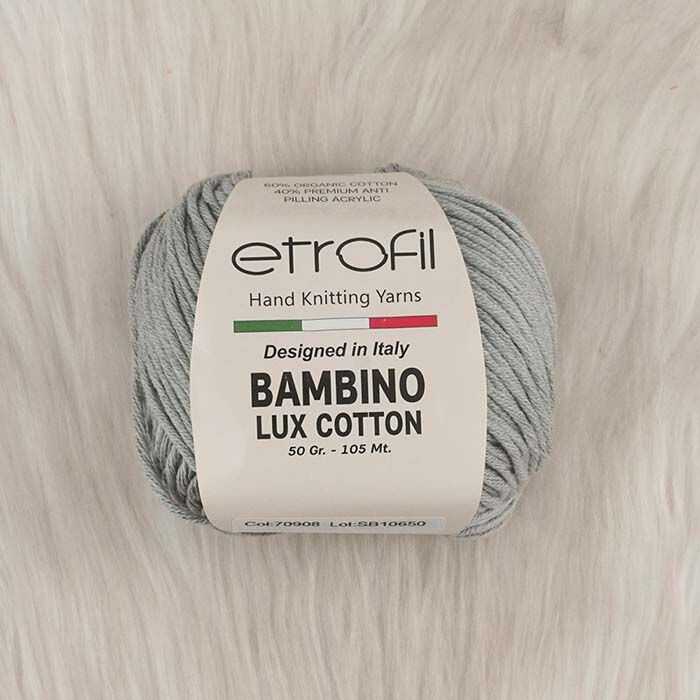 60% ORGANIC COTTON
40% PREMIUM ANTI
PILLING ACRYLIC
etrofil
Hand Knitting Yarns
Designed in Italy
BAMBINO
LUX COTTON
50 Gr. - 105 Mt.
Col:70908 Lot:SB10650